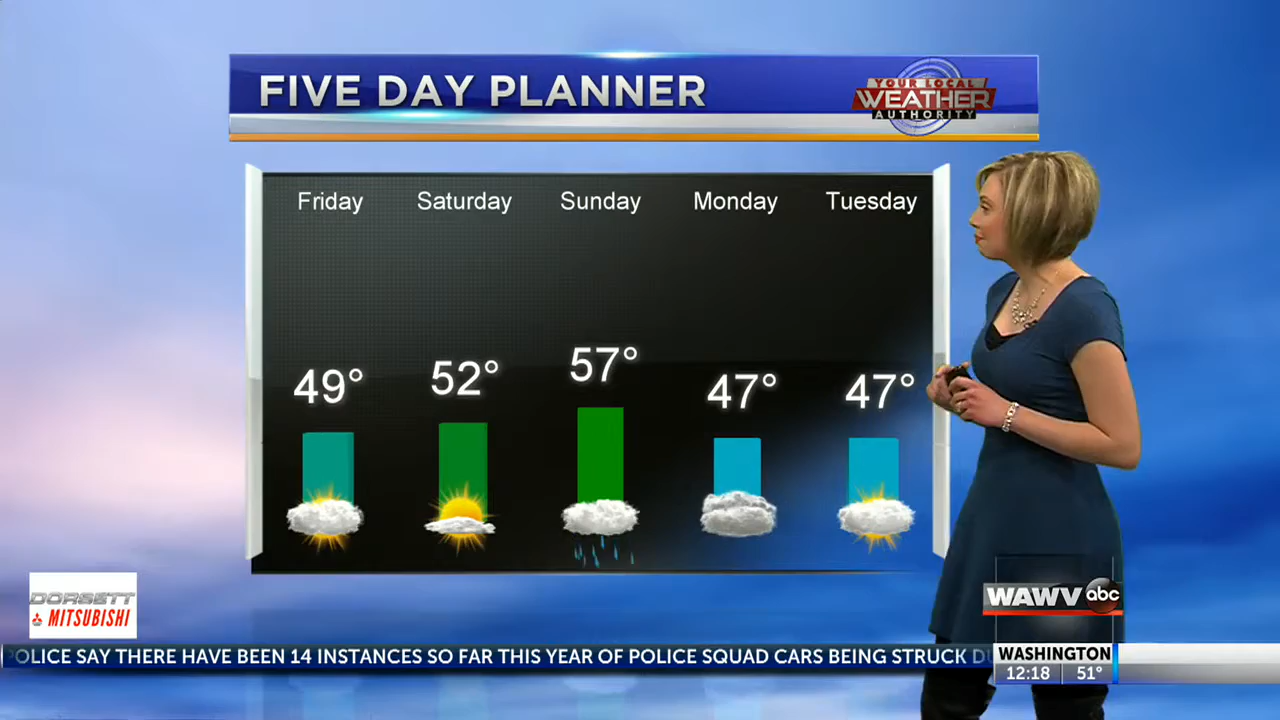 FIVE DAY PLANNER
YOUR LOCAL
WEATHER
AUTHORITY
Friday Saturday Sunday Monday Tuesday
49° 52° 57° 47° 47°
DORSETT
MITSUBISHI
WAWV abc
POLICE SAY THERE HAVE BEEN 14 INSTANCES SO FAR THIS YEAR OF POLICE SQUAD CARS BEING STRUCK
WASHINGTON
12:18 51°